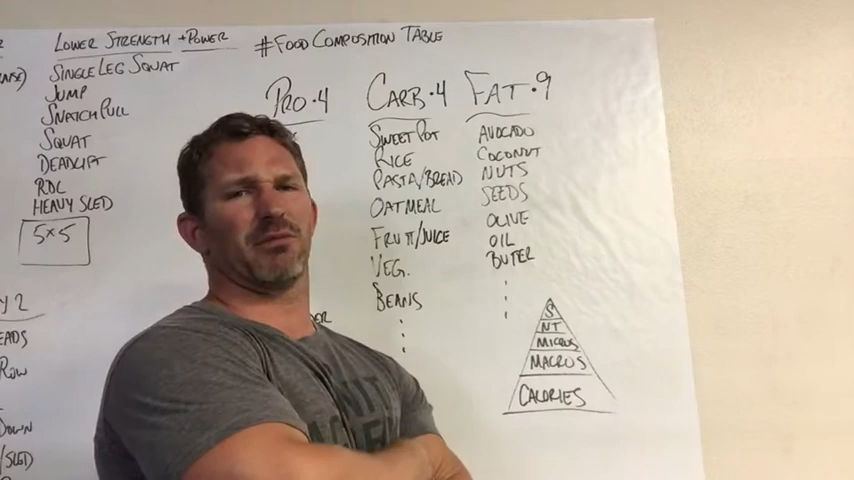 LOWER STRENGTH + POWER
SINGLE LEG SQUAT
JUMP
SNATCH PULL
SQUAT
DEADLIFT
RDL
HEAVY SLED
5x5
Y 2
EADS
ROW
DOWN
/SLED
#FOOD COMPOSITION TABLE
PRO·4
CARB·4
SWEET POT
RICE
PASTA/BREAD
OATMEAL
FRUIT/JUICE
VEG.
BEANS
FAT·9
AVOCADO
COCONUT
NUTS
SEEDS
OLIVE
OIL
BUTER
S
NT
MICROS
MACROS
CALORIES